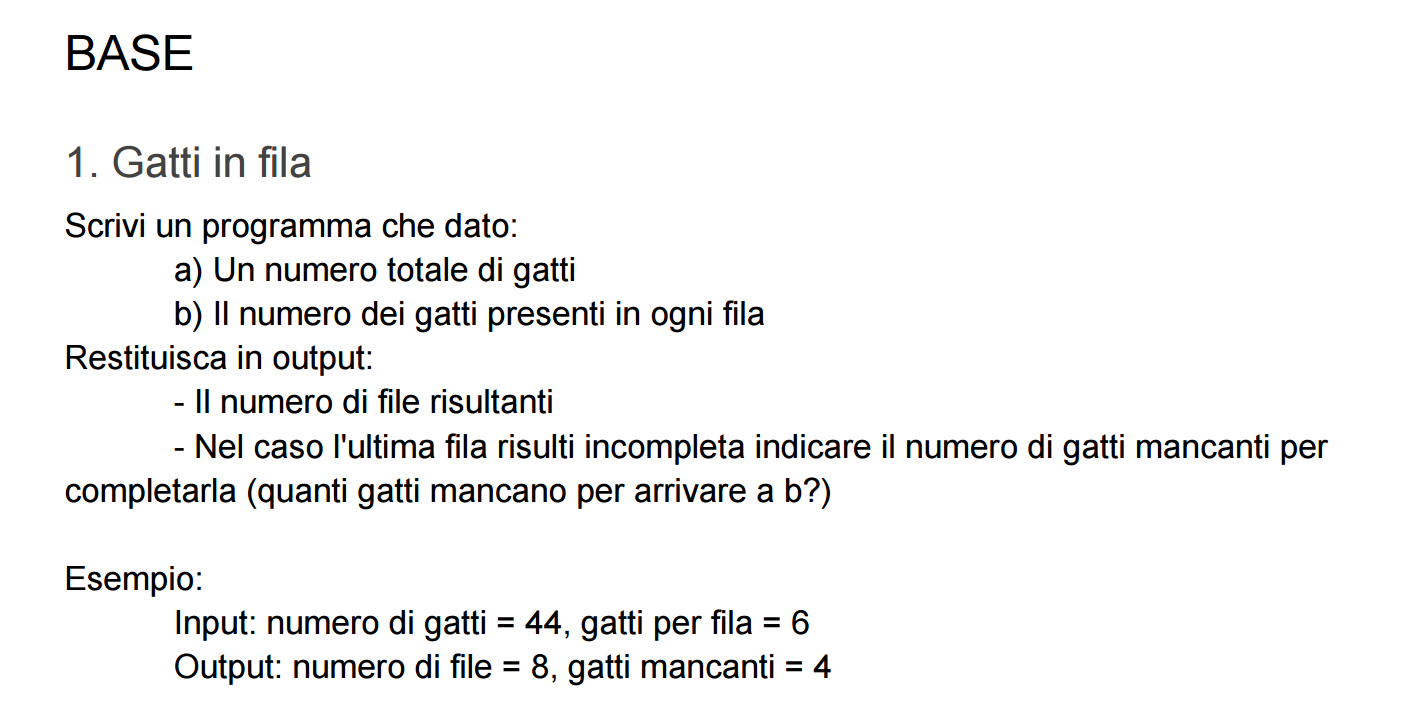 BASE
1. Gatti in fila
Scrivi un programma che dato:
a) Un numero totale di gatti
b) Il numero dei gatti presenti in ogni fila
Restituisca in output:
- Il numero di file risultanti
- Nel caso l'ultima fila risulti incompleta indicare il numero di gatti mancanti per
completarla (quanti gatti mancano per arrivare a b?)
Esempio:
Input: numero di gatti = 44, gatti per fila = 6
Output: numero di file = 8, gatti mancanti = 4